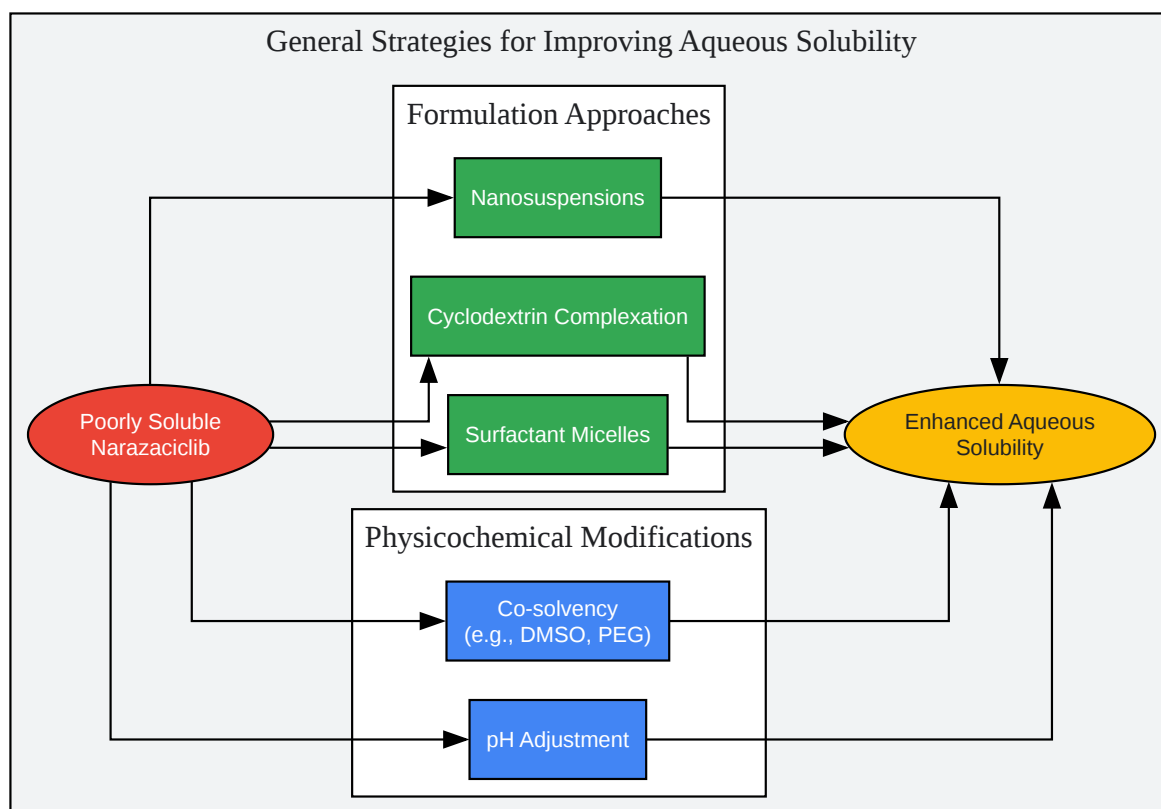 General Strategies for Improving Aqueous Solubility
Formulation Approaches
Nanosuspensions
Cyclodextrin Complexation
Surfactant Micelles
Poorly Soluble
Narazaciclib
Enhanced Aqueous
Solubility
Physicochemical Modifications
Co-solvency
(e.g., DMSO, PEG)
pH Adjustment